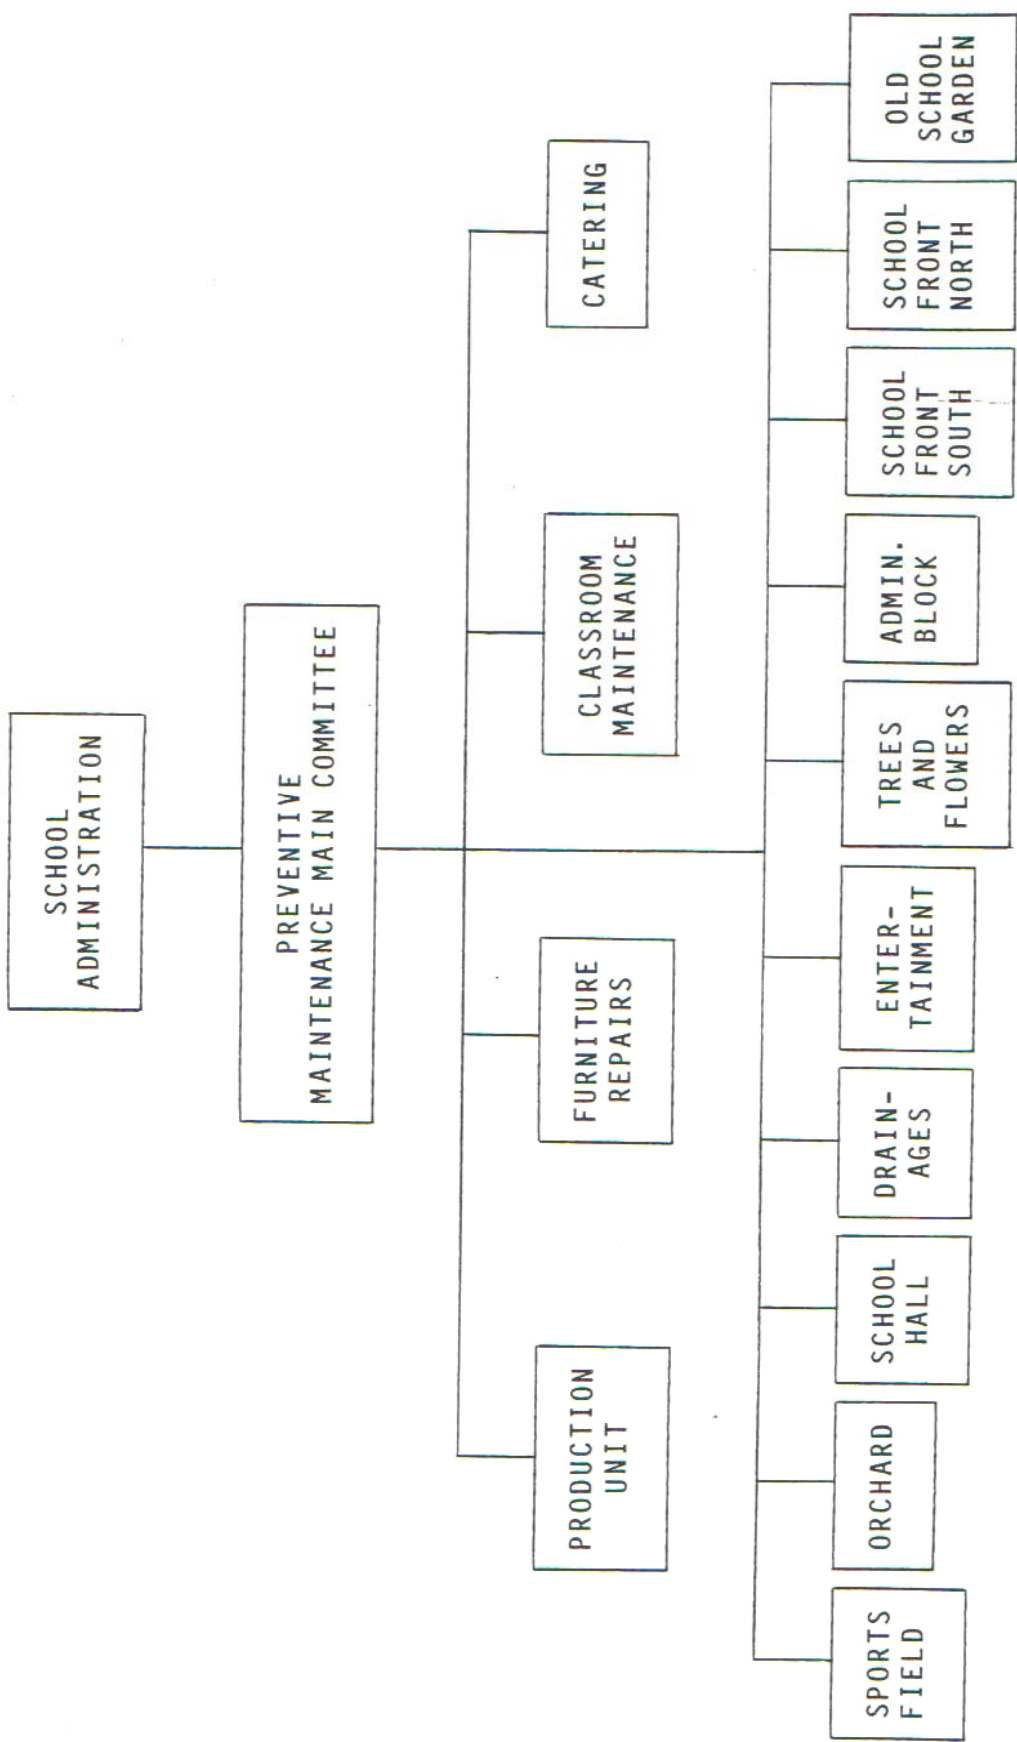 SCHOOL
ADMINISTRATION
PREVENTIVE
MAINTENANCE MAIN COMMITTEE
PRODUCTION
UNIT
FURNITURE
REPAIRS
CLASSROOM
MAINTENANCE
CATERING
SPORTS
FIELD
ORCHARD
SCHOOL
HALL
DRAIN-
AGES
ENTER-
TAINMENT
TREES
AND
FLOWERS
ADMIN.
BLOCK
SCHOOL
FRONT
SOUTH
SCHOOL
FRONT
NORTH
OLD
SCHOOL
GARDEN